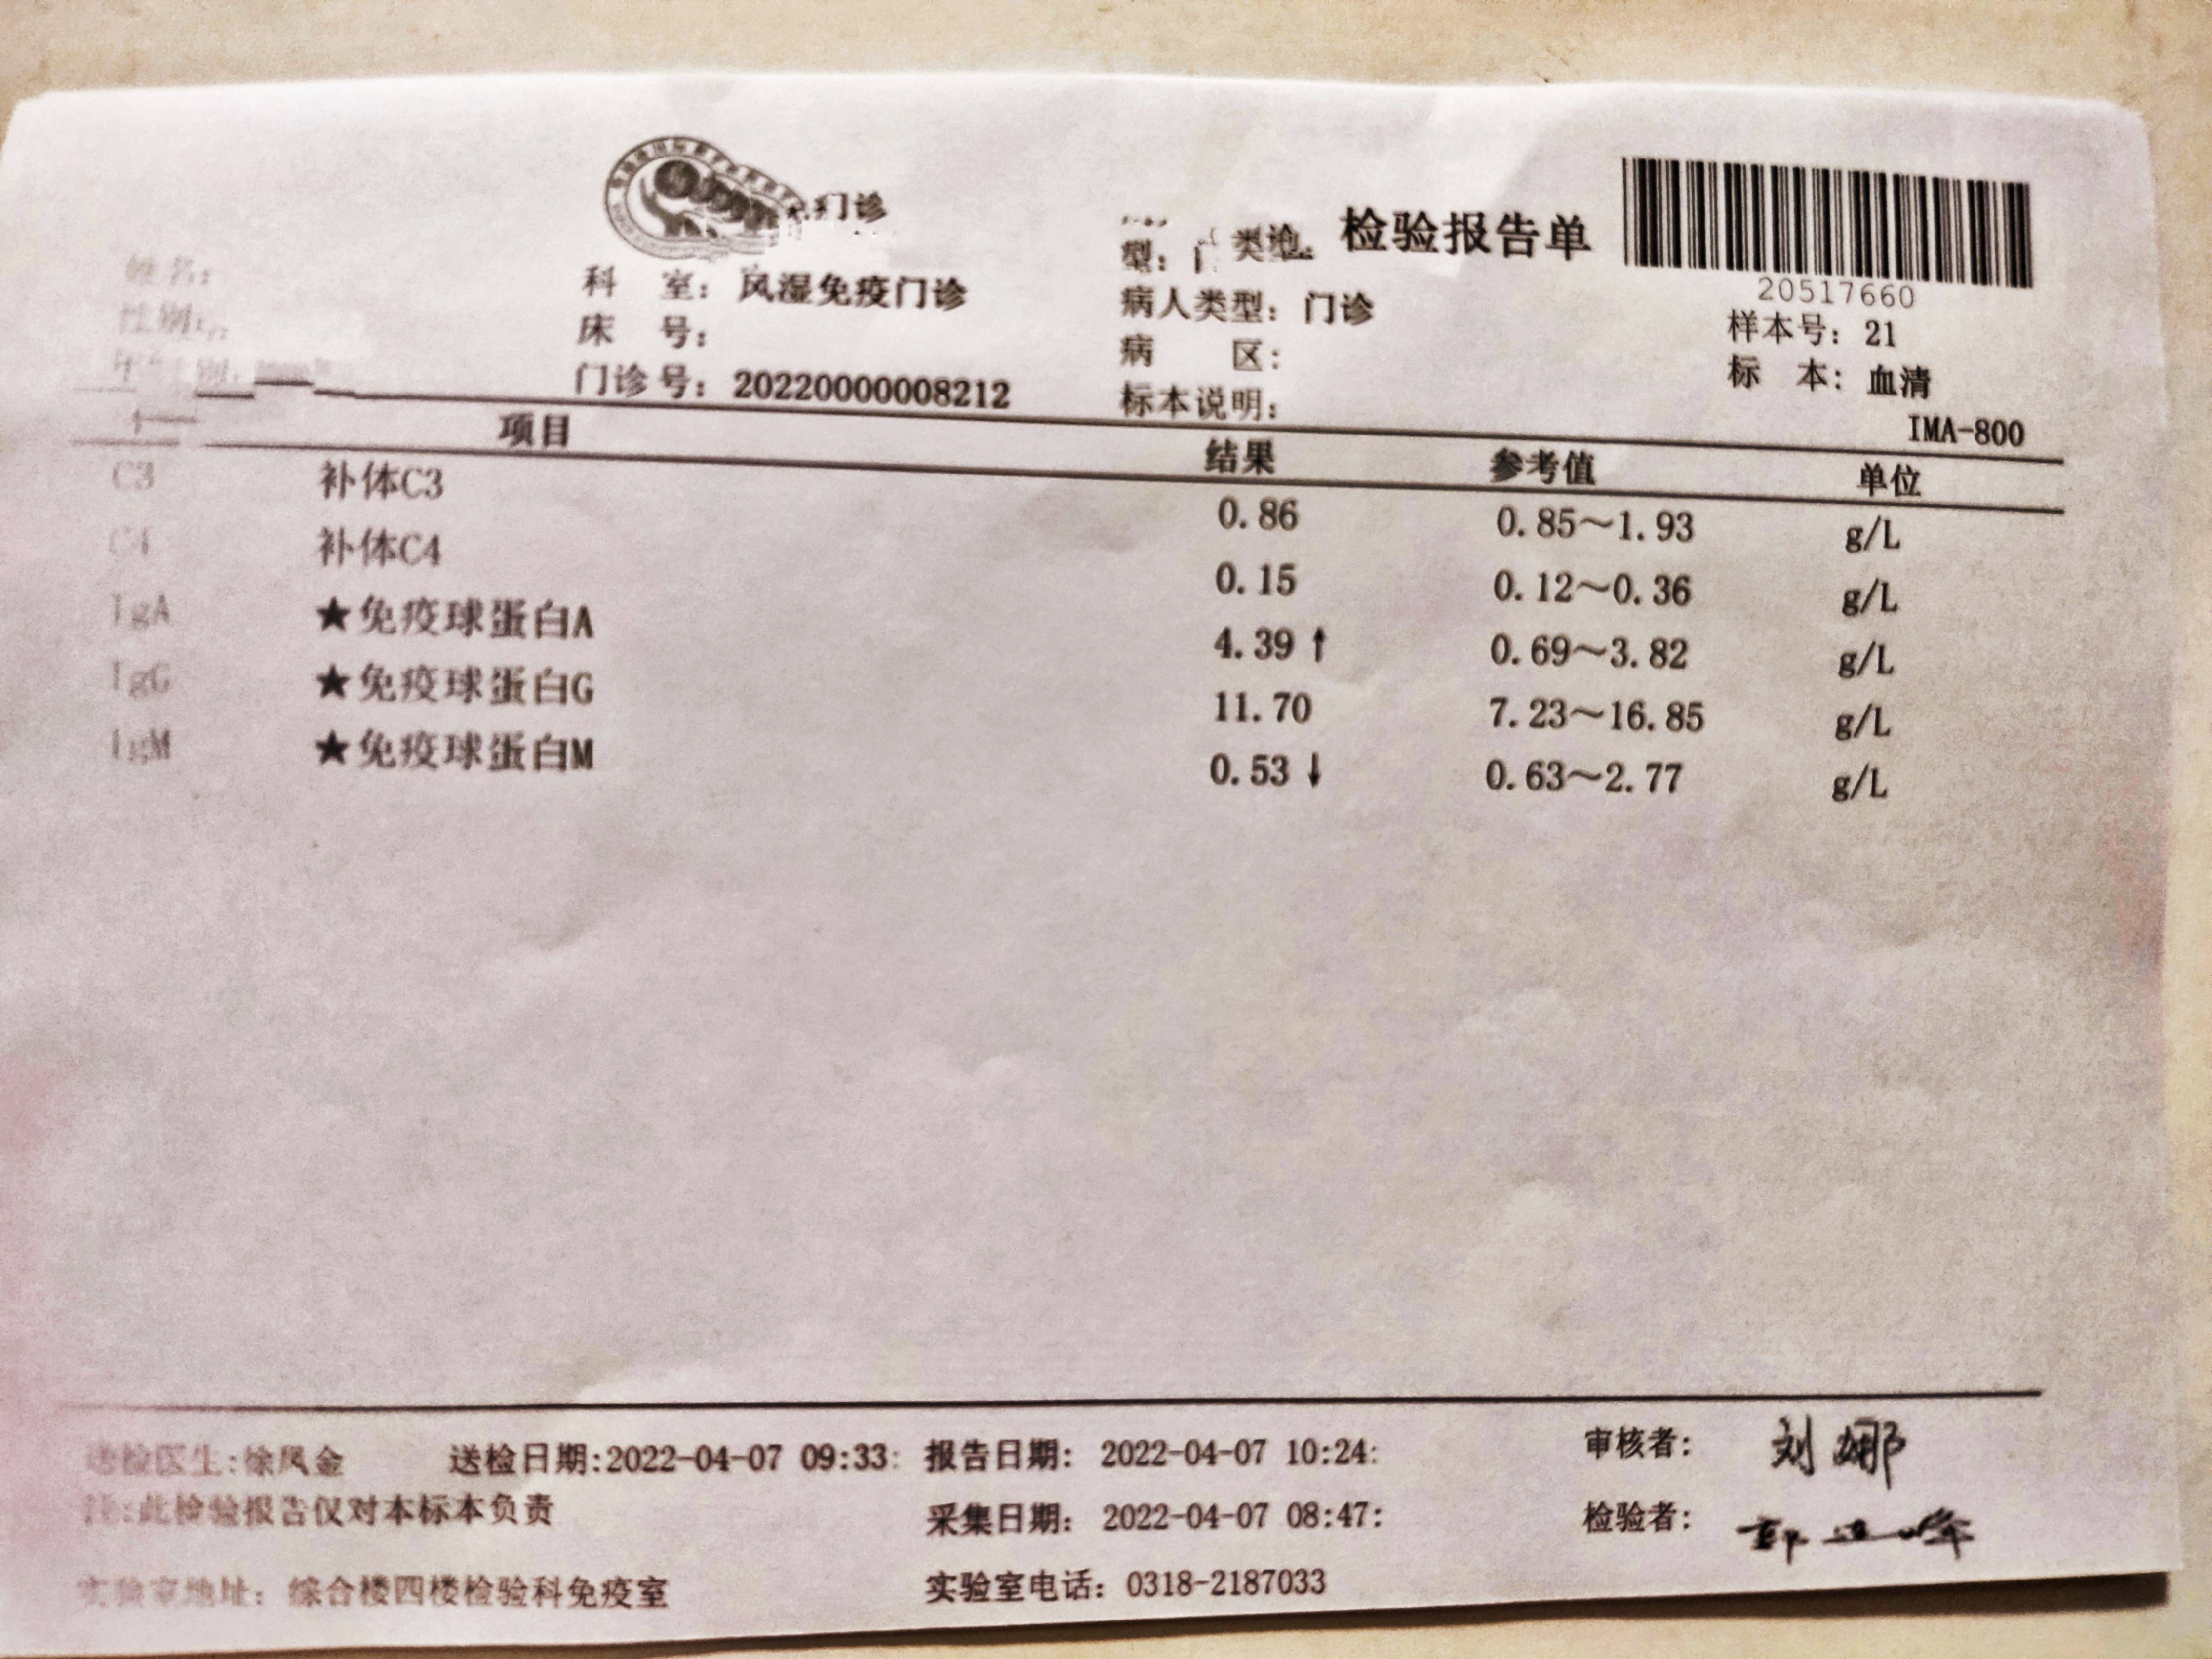 检验报告单
20517660
姓名:
科 室: 风湿免疫门诊 病人类型: 门诊 样本号: 21
性别:
床 号: 病 区: 标 本: 血清
门诊号: 20220000008212 标本说明: IMA-800
项目 结果 参考值 单位
C3 补体C3 0.86 0.85~1.93 g/L
C4 补体C4 0.15 0.12~0.36 g/L
IgA ★免疫球蛋白A 4.39 ↑ 0.69~3.82 g/L
IgG ★免疫球蛋白G 11.70 7.23~16.85 g/L
IgM ★免疫球蛋白M 0.53 ↓ 0.63~2.77 g/L
送检医生:徐凤金 送检日期:2022-04-07 09:33: 报告日期: 2022-04-07 10:24: 审核者: 刘娜
注:此检验报告仅对本标本负责 采集日期: 2022-04-07 08:47: 检验者:
实验室地址: 综合楼四楼检验科免疫室 实验室电话: 0318-2187033